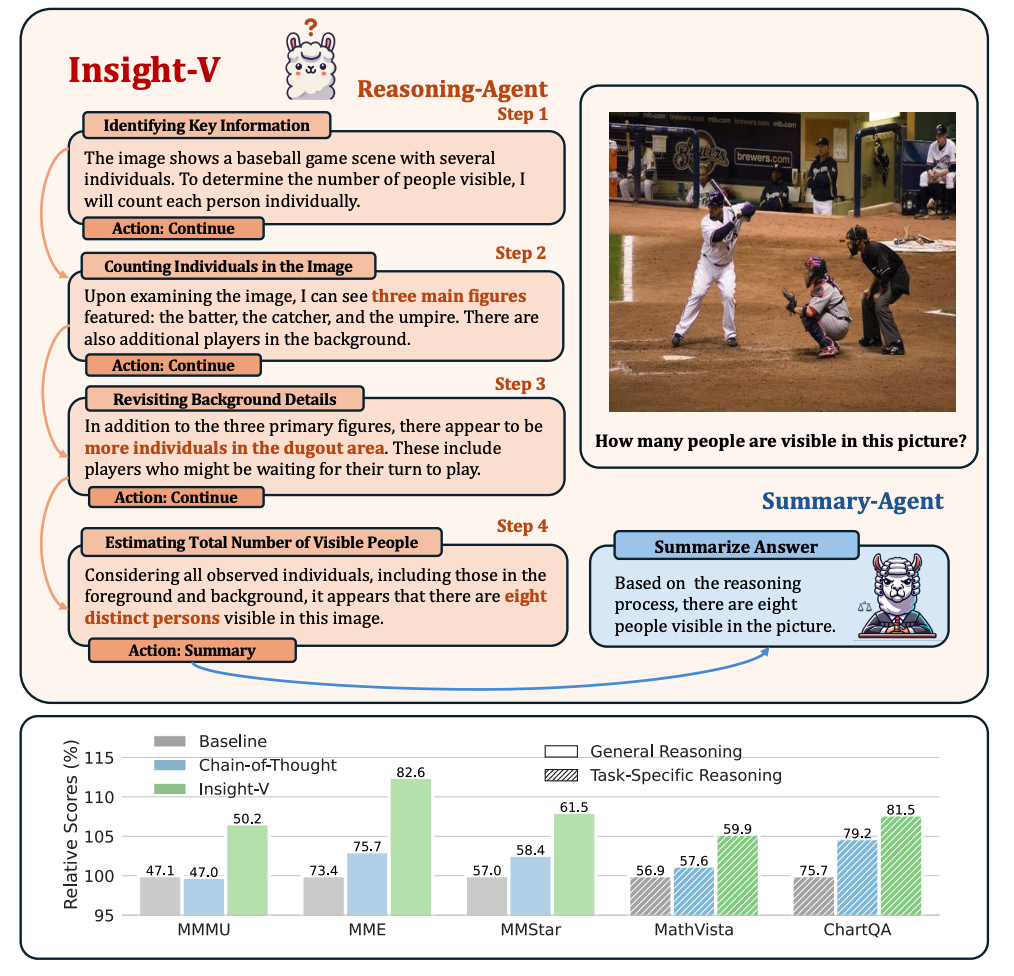 ?
Insight-V
Reasoning-Agent
Step 1
Identifying Key Information
The image shows a baseball game scene with several
individuals. To determine the number of people visible, I
will count each person individually.
Action: Continue
Step 2
Counting Individuals in the Image
Upon examining the image, I can see three main figures
featured: the batter, the catcher, and the umpire. There are
also additional players in the background.
Action: Continue
Step 3
Revisiting Background Details
In addition to the three primary figures, there appear to be
more individuals in the dugout area. These include
players who might be waiting for their turn to play.
Action: Continue
Step 4
Estimating Total Number of Visible People
Considering all observed individuals, including those in the
foreground and background, it appears that there are eight
distinct persons visible in this image.
Action: Summary
brewers.com mlb.com
Brewers
brewers.com
How many people are visible in this picture?
Summary-Agent
Summarize Answer
Based on the reasoning
process, there are eight
people visible in the picture.
Baseline
Chain-of-Thought
Insight-V
General Reasoning
Task-Specific Reasoning
Relative Scores (%)
115
110
105
100
95
47.1 47.0 50.2
73.4 75.7 82.6
57.0 58.4 61.5
56.9 57.6 59.9
75.7 79.2 81.5
MMMU MME MMStar MathVista ChartQA